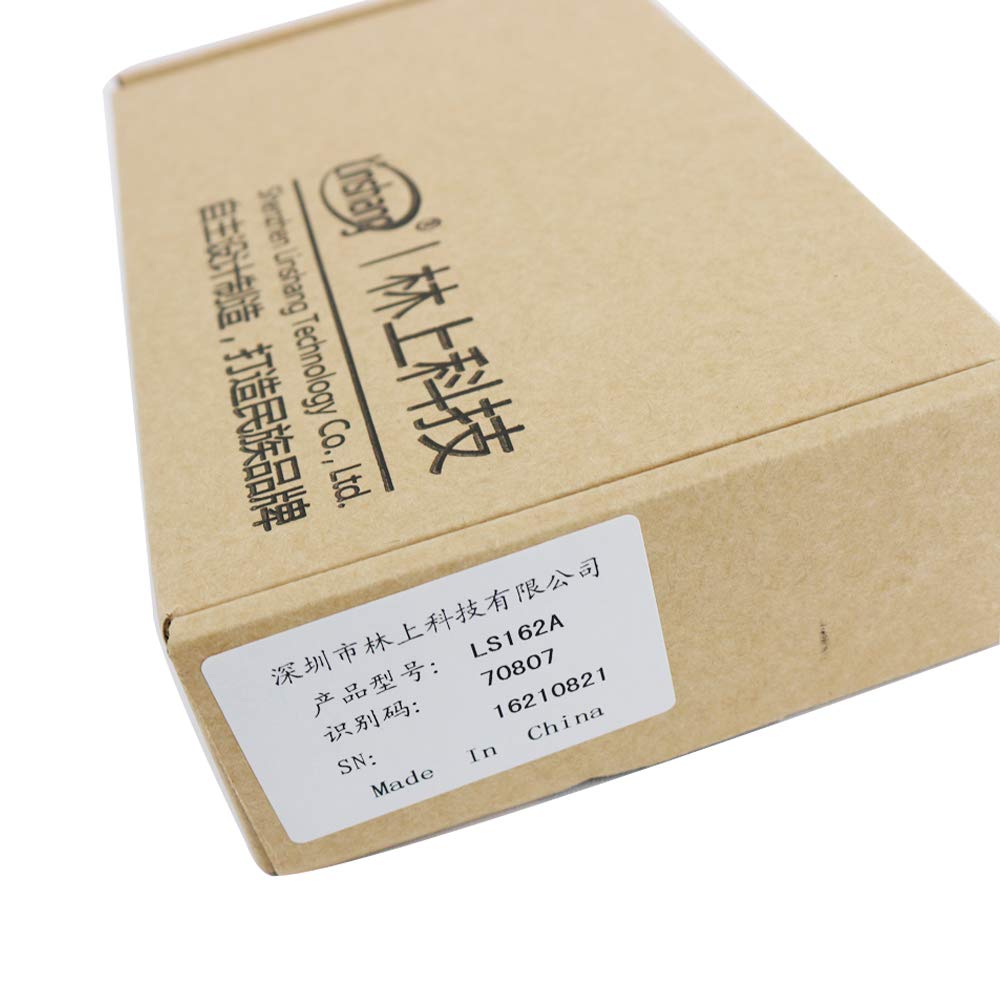 Linshang® | 林上科技
Shenzhen Linshang Technology Co., Ltd.
自主设计制造，打造民族品牌
深圳市林上科技有限公司
产品型号: LS162A
识别码: 70807
SN: 16210821
Made In China